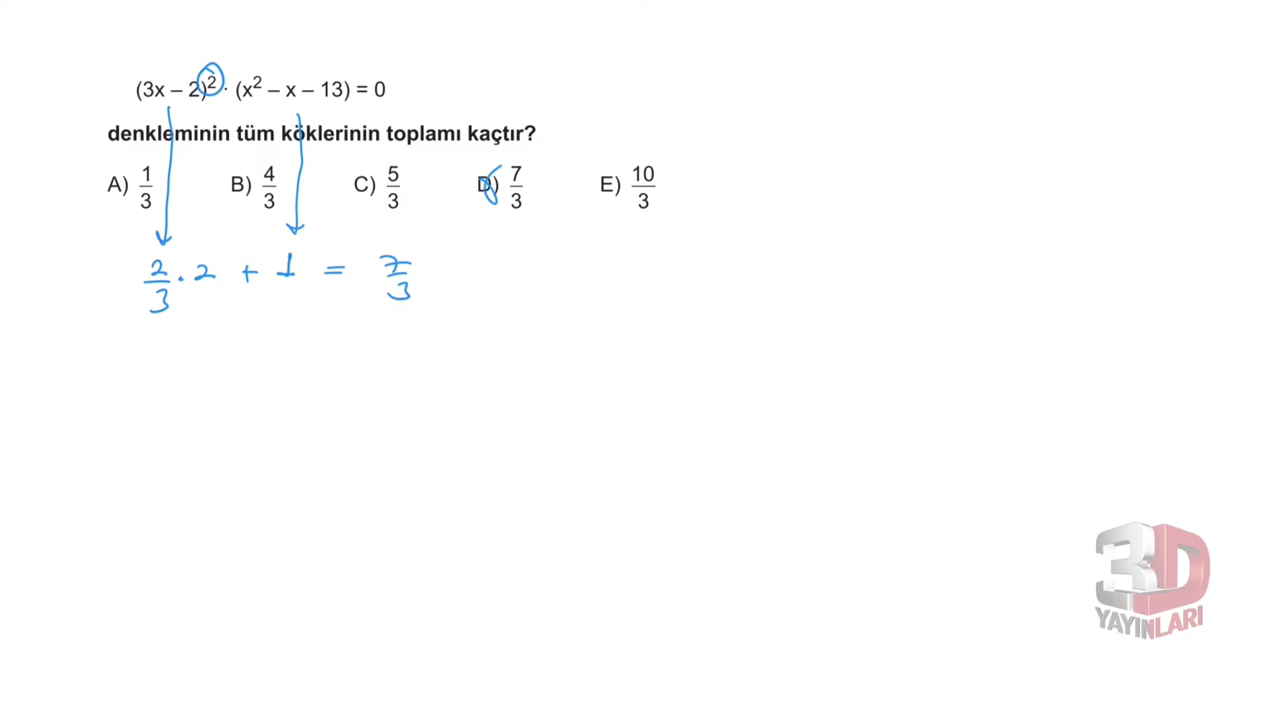 (3x – 2)² · (x² – x – 13) = 0
denkleminin tüm köklerinin toplamı kaçtır?
A) 1/3 B) 4/3 C) 5/3 D) 7/3 E) 10/3
2/3 . 2 + 1 = 7/3
3D
YAYINLARI